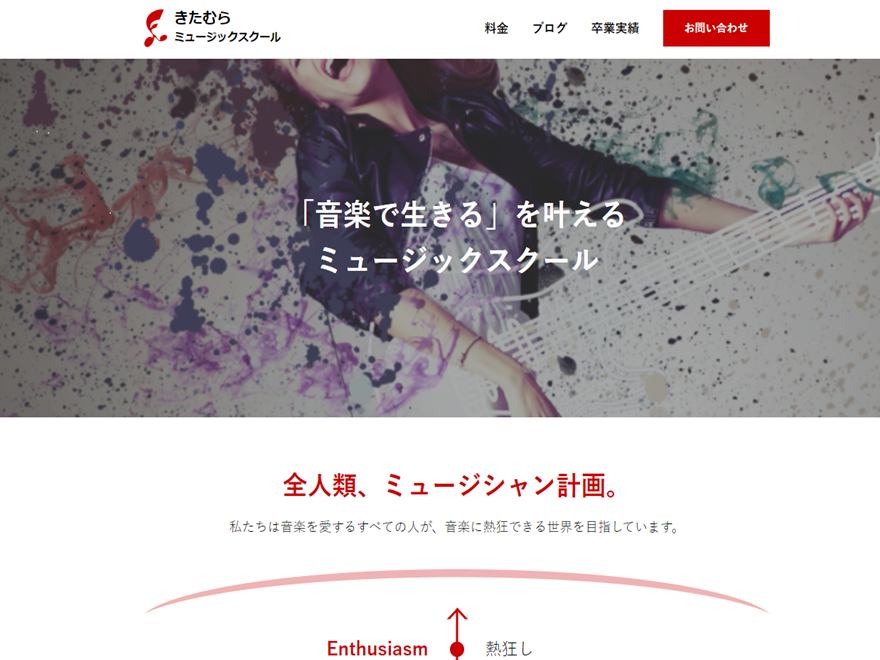 きたむら
ミュージックスクール
料金
ブログ
卒業実績
お問い合わせ
「音楽で生きる」を叶える
ミュージックスクール
全人類、ミュージシャン計画。
私たちは音楽を愛するすべての人が、音楽に熱狂できる世界を目指しています。
Enthusiasm
熱狂し